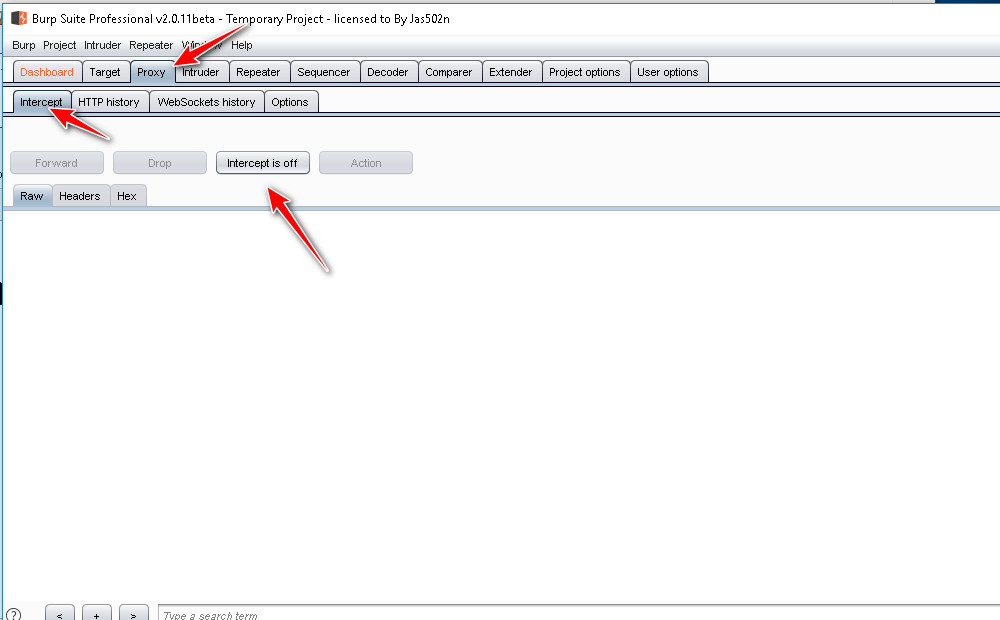 Burp Suite Professional v2.0.11beta - Temporary Project - licensed to By Jas502n
Burp Project Intruder Repeater Window Help
Dashboard Target Proxy Intruder Repeater Sequencer Decoder Comparer Extender Project options User options
Intercept HTTP history WebSockets history Options
Forward Drop Intercept is off Action
Raw Headers Hex
? < + > Type a search term